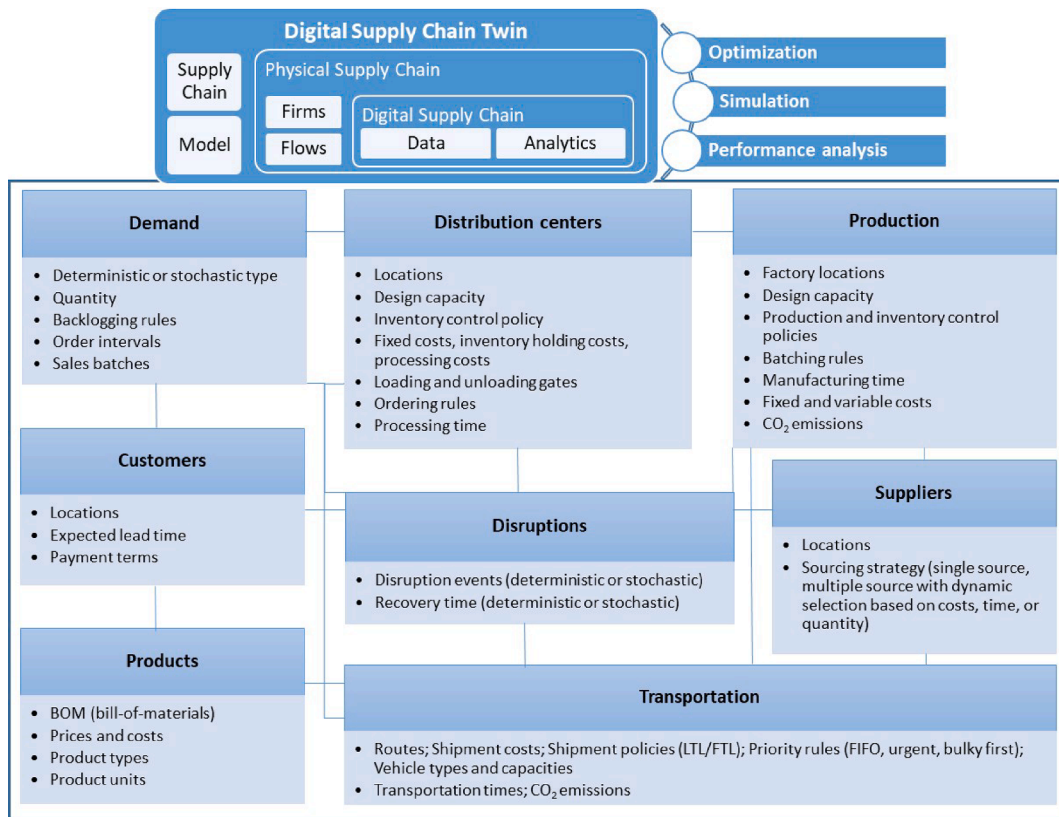 Digital Supply Chain Twin
Supply
Chain
Model
Physical Supply Chain
Firms
Flows
Digital Supply Chain
Data
Analytics
Optimization
Simulation
Performance analysis
Demand
• Deterministic or stochastic type
• Quantity
• Backlogging rules
• Order intervals
• Sales batches
Distribution centers
• Locations
• Design capacity
• Inventory control policy
• Fixed costs, inventory holding costs,
processing costs
• Loading and unloading gates
• Ordering rules
• Processing time
Production
• Factory locations
• Design capacity
• Production and inventory control
policies
• Batching rules
• Manufacturing time
• Fixed and variable costs
• CO₂ emissions
Customers
• Locations
• Expected lead time
• Payment terms
Disruptions
• Disruption events (deterministic or stochastic)
• Recovery time (deterministic or stochastic)
Suppliers
• Locations
• Sourcing strategy (single source,
multiple source with dynamic
selection based on costs, time, or
quantity)
Products
• BOM (bill-of-materials)
• Prices and costs
• Product types
• Product units
Transportation
• Routes; Shipment costs; Shipment policies (LTL/FTL); Priority rules (FIFO, urgent, bulky first);
Vehicle types and capacities
• Transportation times; CO₂ emissions